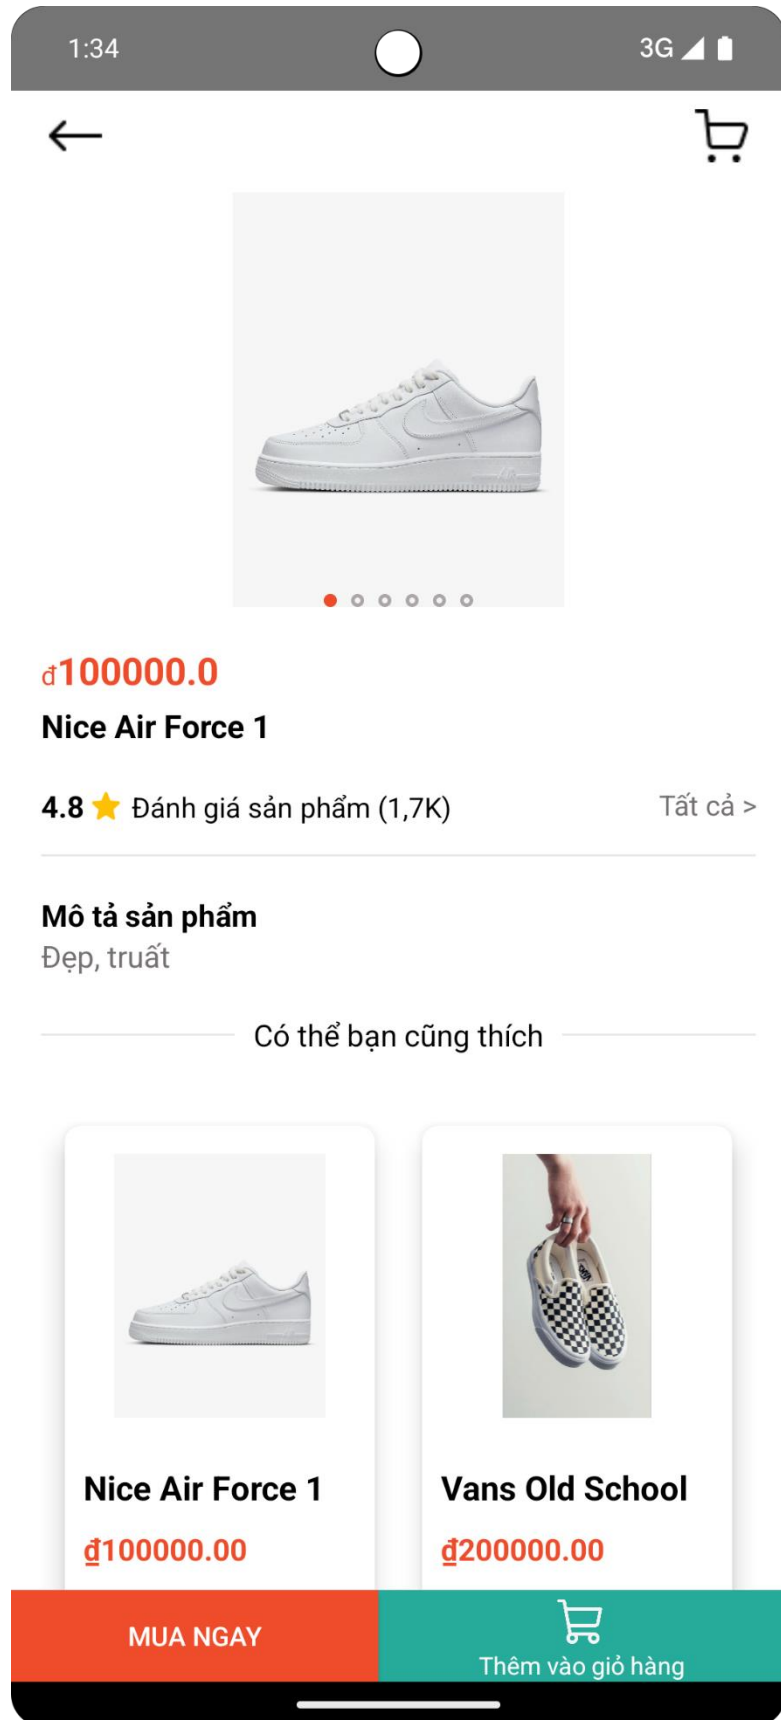 1:34
3G
đ100000.0
Nice Air Force 1
4.8 Đánh giá sản phẩm (1,7K)
Tất cả >
Mô tả sản phẩm
Đẹp, truất
Có thể bạn cũng thích
Nice Air Force 1
Vans Old School
₫100000.00
₫200000.00
MUA NGAY
Thêm vào giỏ hàng